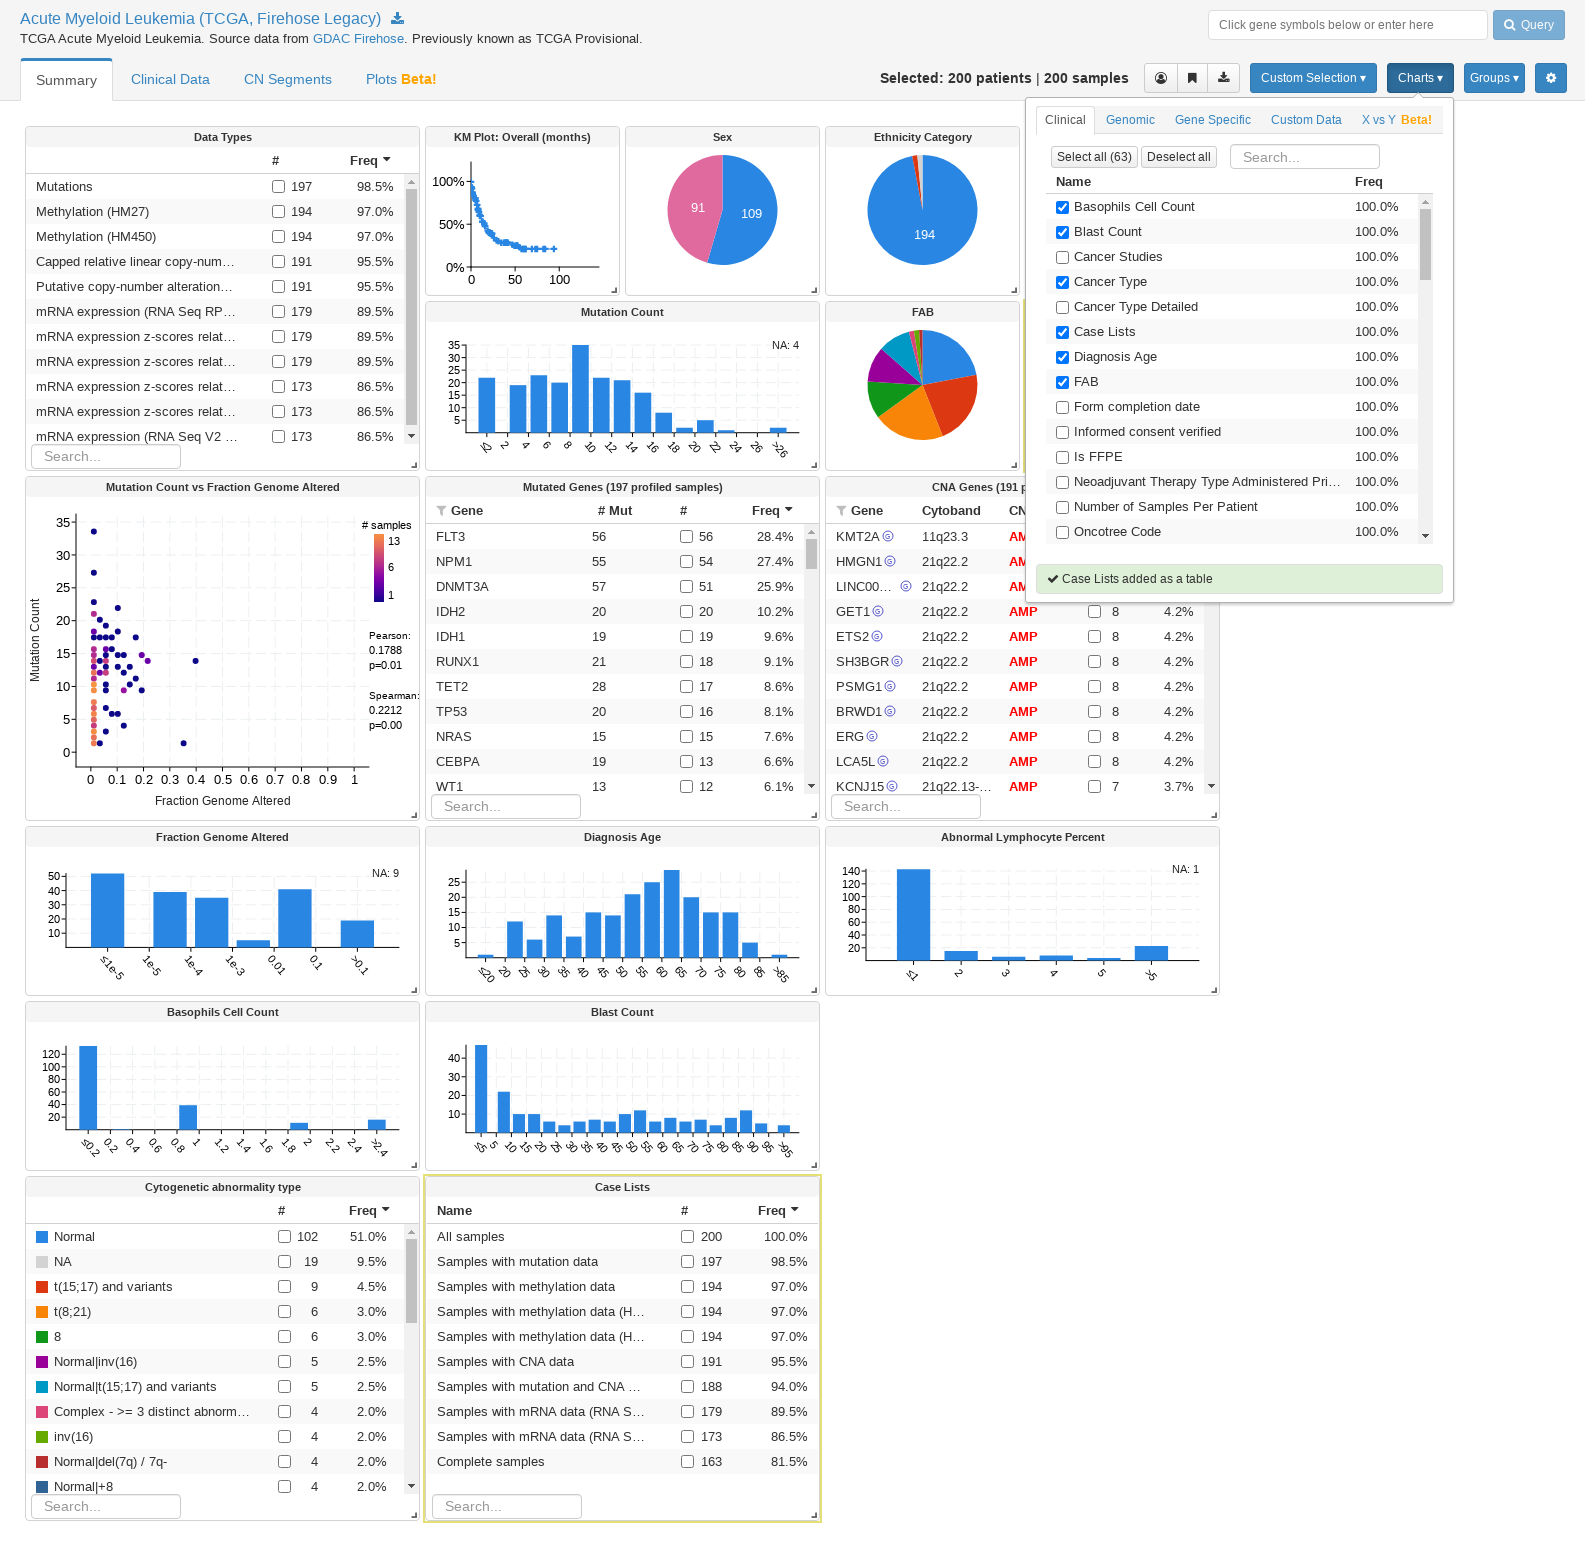 Acute Myeloid Leukemia (TCGA, Firehose Legacy)
TCGA Acute Myeloid Leukemia. Source data from GDAC Firehose. Previously known as TCGA Provisional.
Click gene symbols below or enter here
Query
Summary
Clinical Data
CN Segments
Plots Beta!
Selected: 200 patients | 200 samples
Custom Selection ▾
Charts ▾
Groups ▾
Clinical
Genomic
Gene Specific
Custom Data
X vs Y Beta!
Select all (63)
Deselect all
Search...
Name Freq
Basophils Cell Count 100.0%
Blast Count 100.0%
Cancer Studies 100.0%
Cancer Type 100.0%
Cancer Type Detailed 100.0%
Case Lists 100.0%
Diagnosis Age 100.0%
FAB 100.0%
Form completion date 100.0%
Informed consent verified 100.0%
Is FFPE 100.0%
Neoadjuvant Therapy Type Administered Pri... 100.0%
Number of Samples Per Patient 100.0%
Oncotree Code 100.0%
Case Lists added as a table
Data Types
# Freq
Mutations 197 98.5%
Methylation (HM27) 194 97.0%
Methylation (HM450) 194 97.0%
Capped relative linear copy-num... 191 95.5%
Putative copy-number alteration... 191 95.5%
mRNA expression (RNA Seq RP... 179 89.5%
mRNA expression z-scores relat... 179 89.5%
mRNA expression z-scores relat... 179 89.5%
mRNA expression z-scores relat... 173 86.5%
mRNA expression z-scores relat... 173 86.5%
mRNA expression (RNA Seq V2 ... 173 86.5%
Search...
KM Plot: Overall (months)
100%
50%
0%
0 50 100
Sex
91
109
Ethnicity Category
194
Mutation Count
NA: 4
35
30
25
20
15
10
5
≤2 2 4 6 8 10 12 14 16 18 20 22 24 26 >26
FAB
Mutation Count vs Fraction Genome Altered
Mutation Count
35
30
25
20
15
10
5
0
0 0.1 0.2 0.3 0.4 0.5 0.6 0.7 0.8 0.9 1
Fraction Genome Altered
# samples
13
6
1
Pearson:
0.1788
p=0.01
Spearman:
0.2212
p=0.00
Mutated Genes (197 profiled samples)
Gene # Mut # Freq
FLT3 56 56 28.4%
NPM1 55 54 27.4%
DNMT3A 57 51 25.9%
IDH2 20 20 10.2%
IDH1 19 19 9.6%
RUNX1 21 18 9.1%
TET2 28 17 8.6%
TP53 20 16 8.1%
NRAS 15 15 7.6%
CEBPA 19 13 6.6%
WT1 13 12 6.1%
Search...
CNA Genes (191 p
Gene Cytoband CN
KMT2A G 11q23.3 AM
HMGN1 G 21q22.2 AM
LINC00... G 21q22.2 AM
GET1 G 21q22.2 AMP 8 4.2%
ETS2 G 21q22.2 AMP 8 4.2%
SH3BGR G 21q22.2 AMP 8 4.2%
PSMG1 G 21q22.2 AMP 8 4.2%
BRWD1 G 21q22.2 AMP 8 4.2%
ERG G 21q22.2 AMP 8 4.2%
LCA5L G 21q22.2 AMP 8 4.2%
KCNJ15 G 21q22.13-... AMP 7 3.7%
Search...
Fraction Genome Altered
NA: 9
50
40
30
20
10
≤1e-5 1e-5 1e-4 1e-3 0.01 0.1 >0.1
Diagnosis Age
25
20
15
10
5
≤20 20 25 30 35 40 45 50 55 60 65 70 75 80 85 >85
Abnormal Lymphocyte Percent
NA: 1
140
120
100
80
60
40
20
≤1 2 3 4 5 >5
Basophils Cell Count
120
100
80
60
40
20
≤0.2 0.2 0.4 0.6 0.8 1 1.2 1.4 1.6 1.8 2 2.2 2.4 >2.4
Blast Count
40
30
20
10
≤5 5 10 15 20 25 30 35 40 45 50 55 60 65 70 75 80 85 90 95 >95
Cytogenetic abnormality type
# Freq
Normal 102 51.0%
NA 19 9.5%
t(15;17) and variants 9 4.5%
t(8;21) 6 3.0%
8 6 3.0%
Normal|inv(16) 5 2.5%
Normal|t(15;17) and variants 5 2.5%
Complex - >= 3 distinct abnorm... 4 2.0%
inv(16) 4 2.0%
Normal|del(7q) / 7q- 4 2.0%
Normal|+8 4 2.0%
Search...
Case Lists
Name # Freq
All samples 200 100.0%
Samples with mutation data 197 98.5%
Samples with methylation data 194 97.0%
Samples with methylation data (H... 194 97.0%
Samples with methylation data (H... 194 97.0%
Samples with CNA data 191 95.5%
Samples with mutation and CNA ... 188 94.0%
Samples with mRNA data (RNA S... 179 89.5%
Samples with mRNA data (RNA S... 173 86.5%
Complete samples 163 81.5%
Search...